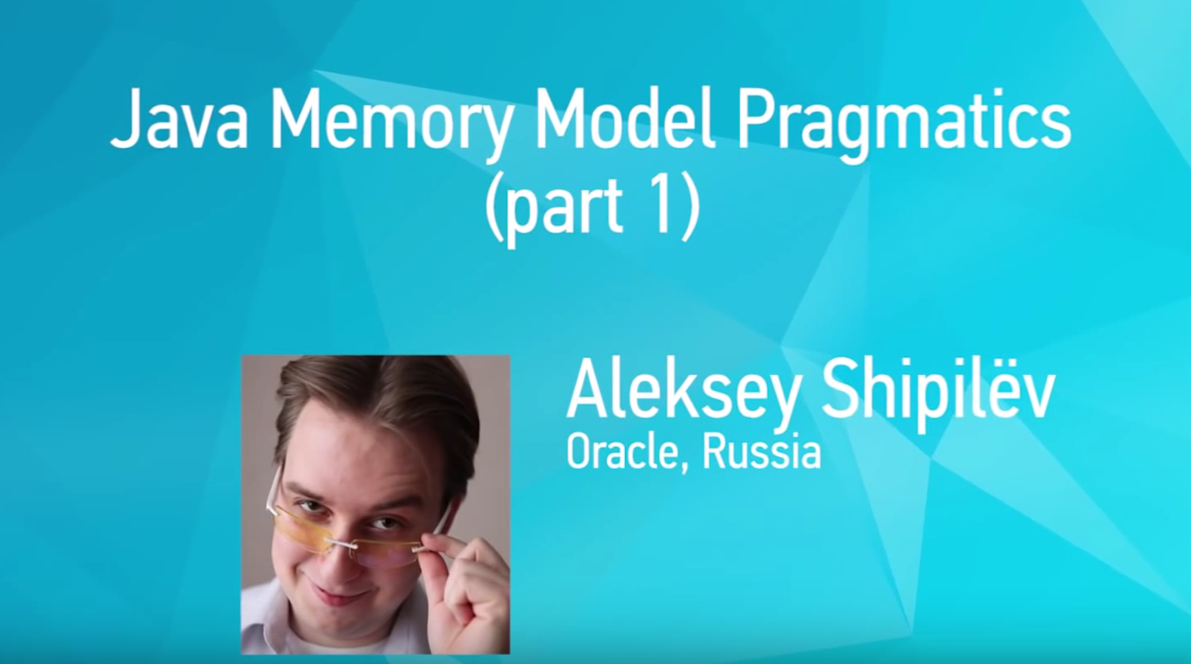 Java Memory Model Pragmatics
(part 1)
Aleksey Shipilëv
Oracle, Russia